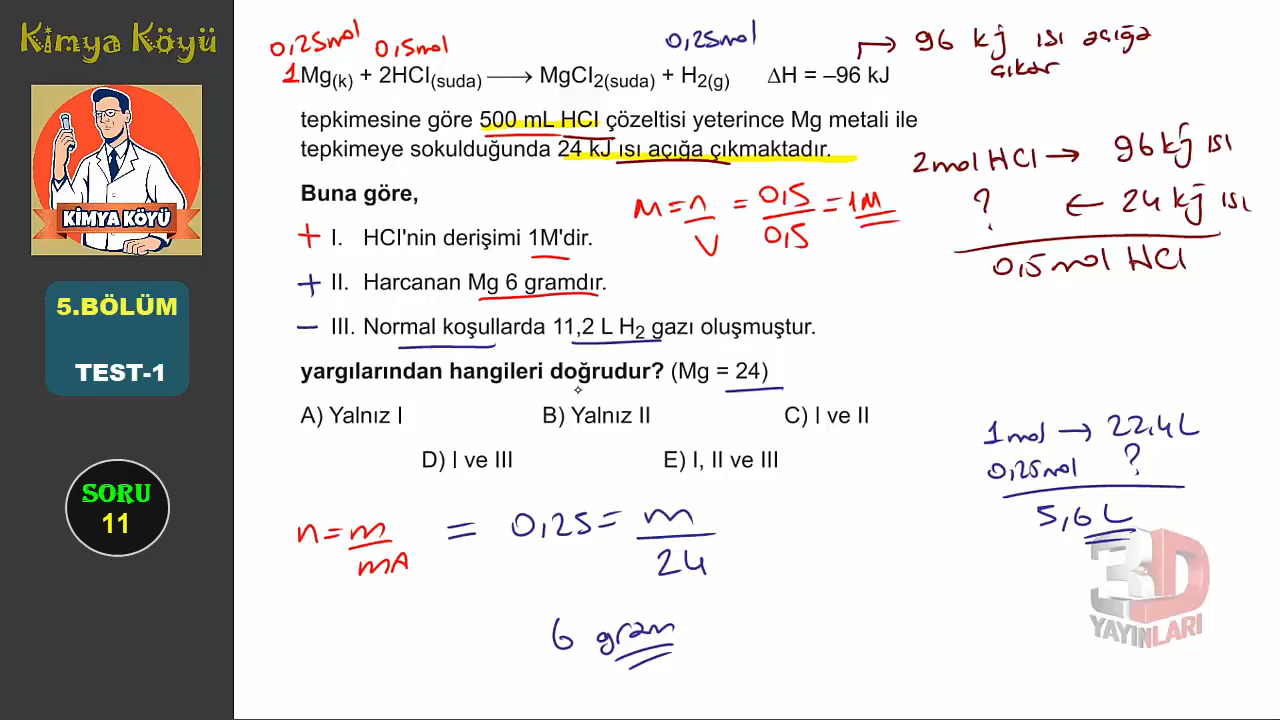 Kimya Köyü
KİMYA KÖYÜ
5.BÖLÜM
TEST-1
SORU
11
0,25mol 0,5mol 0,25mol
→ 96 kj ısı açığa
çıkar
1Mg(k) + 2HCl(suda) ⟶ MgCl2(suda) + H2(g) ΔH = –96 kJ
tepkimesine göre 500 mL HCl çözeltisi yeterince Mg metali ile
tepkimeye sokulduğunda 24 kJ ısı açığa çıkmaktadır.
2mol HCl → 96 kj ısı
? ← 24 kj ısı
0,5mol HCl
Buna göre,
M = n/V = 0,5/0,5 = 1M
+ I. HCl'nin derişimi 1M'dir.
+ II. Harcanan Mg 6 gramdır.
– III. Normal koşullarda 11,2 L H2 gazı oluşmuştur.
yargılarından hangileri doğrudur? (Mg = 24)
A) Yalnız I B) Yalnız II C) I ve II
D) I ve III E) I, II ve III
1mol → 22,4L
0,25mol ?
5,6 L
n = m/mA = 0,25 = m/24
6 gram
3D
YAYINLARI